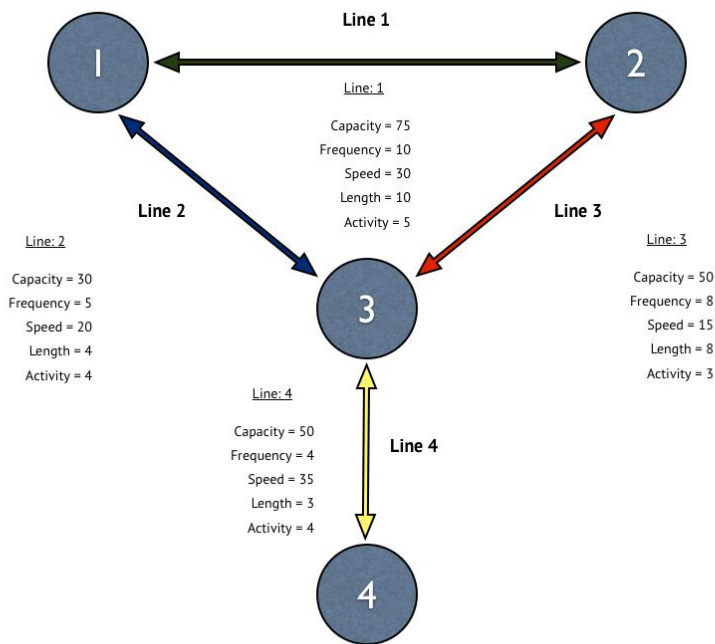 Line 1
1
2
Line: 1
Capacity = 75
Frequency = 10
Speed = 30
Length = 10
Activity = 5
Line 2
Line 3
Line: 2
Capacity = 30
Frequency = 5
Speed = 20
Length = 4
Activity = 4
Line: 3
Capacity = 50
Frequency = 8
Speed = 15
Length = 8
Activity = 3
3
Line: 4
Capacity = 50
Frequency = 4
Speed = 35
Length = 3
Activity = 4
Line 4
4